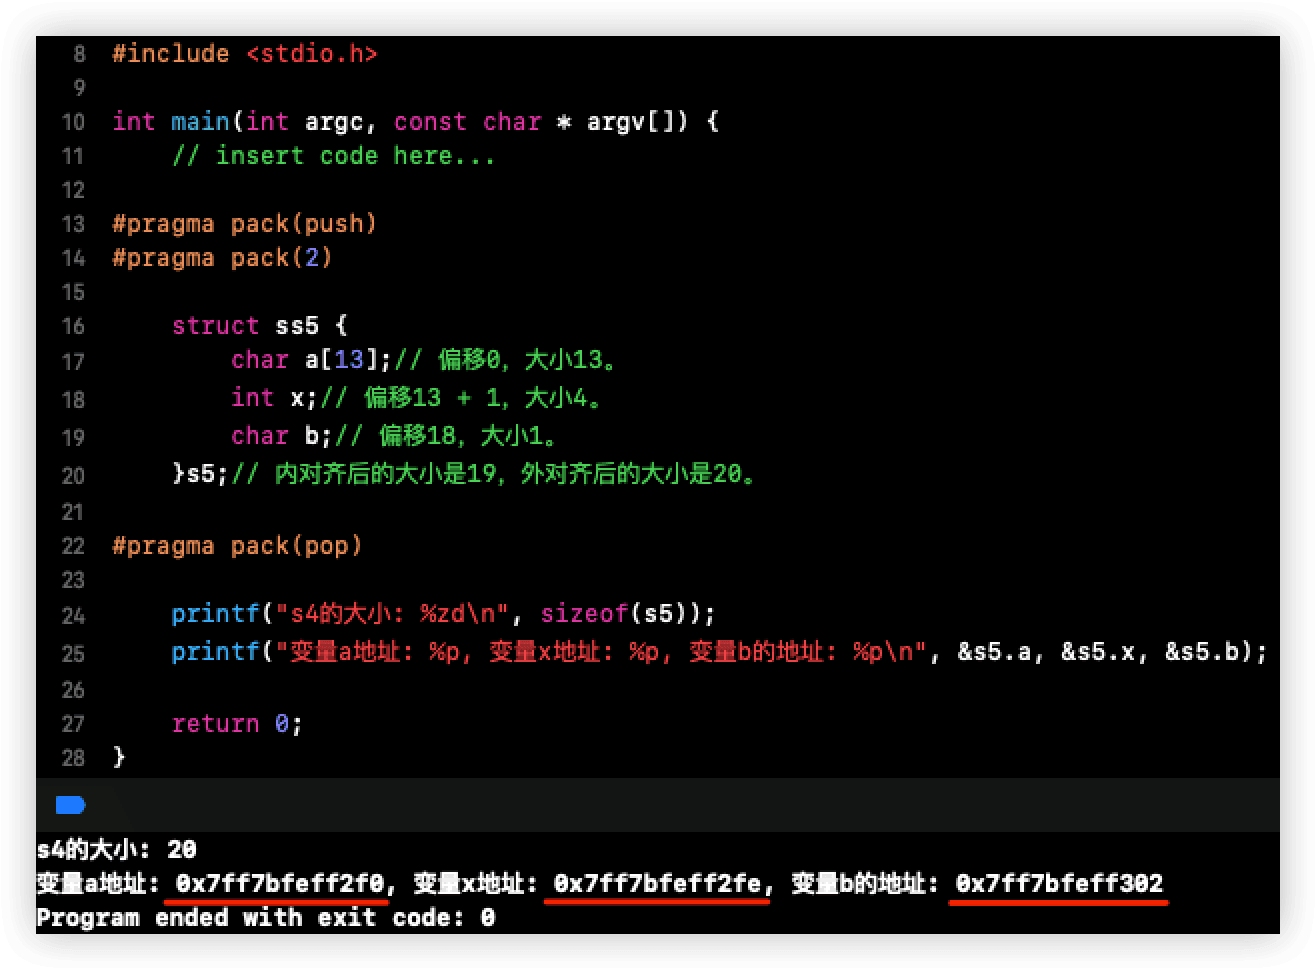 8 #include <stdio.h>
9
10 int main(int argc, const char * argv[]) {
11     // insert code here...
12
13 #pragma pack(push)
14 #pragma pack(2)
15
16     struct ss5 {
17         char a[13];// 偏移0，大小13。
18         int x;// 偏移13 + 1，大小4。
19         char b;// 偏移18，大小1。
20     }s5;// 内对齐后的大小是19，外对齐后的大小是20。
21
22 #pragma pack(pop)
23
24     printf("s4的大小: %zd\n", sizeof(s5));
25     printf("变量a地址: %p, 变量x地址: %p, 变量b的地址: %p\n", &s5.a, &s5.x, &s5.b);
26
27     return 0;
28 }
s4的大小: 20
变量a地址: 0x7ff7bfeff2f0, 变量x地址: 0x7ff7bfeff2fe, 变量b的地址: 0x7ff7bfeff302
Program ended with exit code: 0